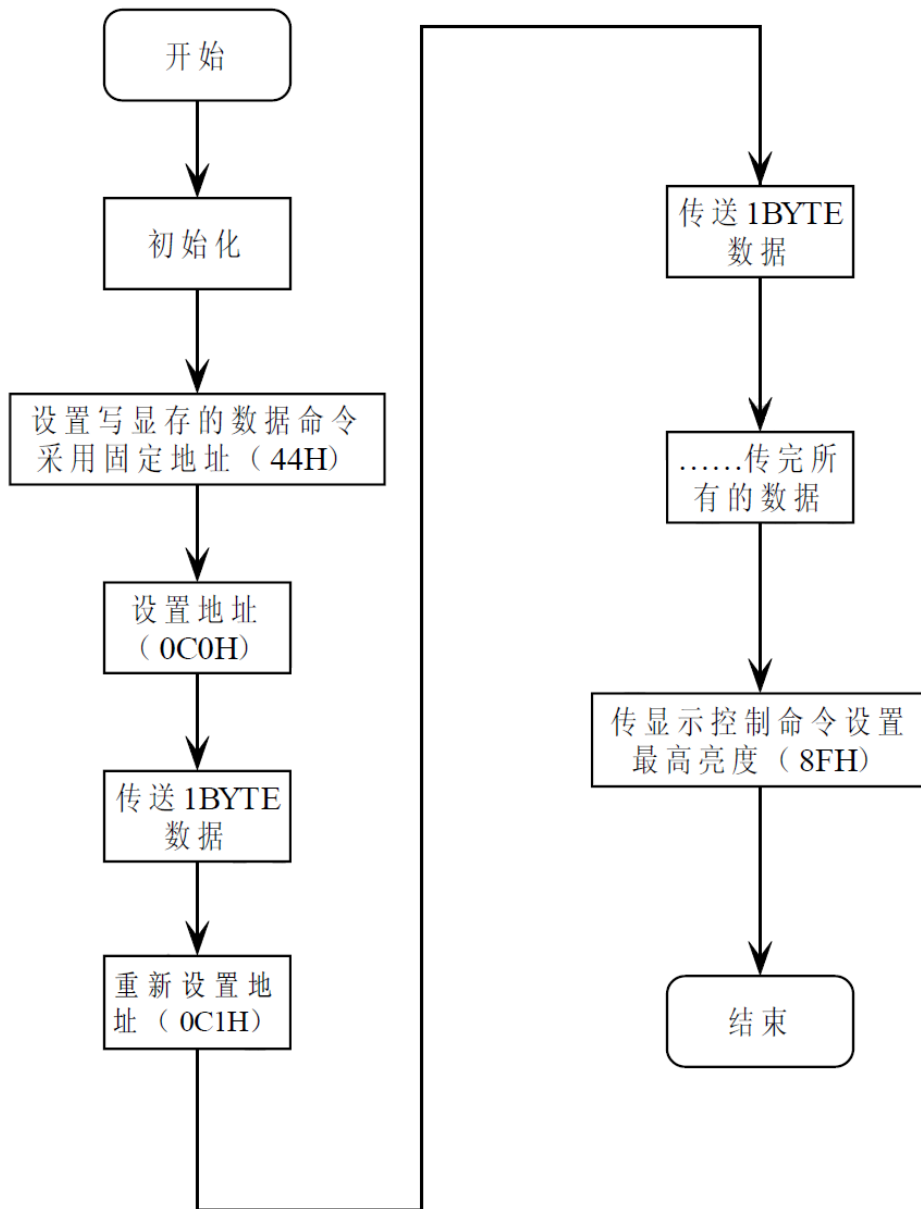 开始
初始化
设置写显存的数据命令
采用固定地址（44H）
设置地址
（0C0H）
传送1BYTE
数据
重新设置地
址（0C1H）
传送1BYTE
数据
……传完所
有的数据
传显示控制命令设置
最高亮度（8FH）
结束